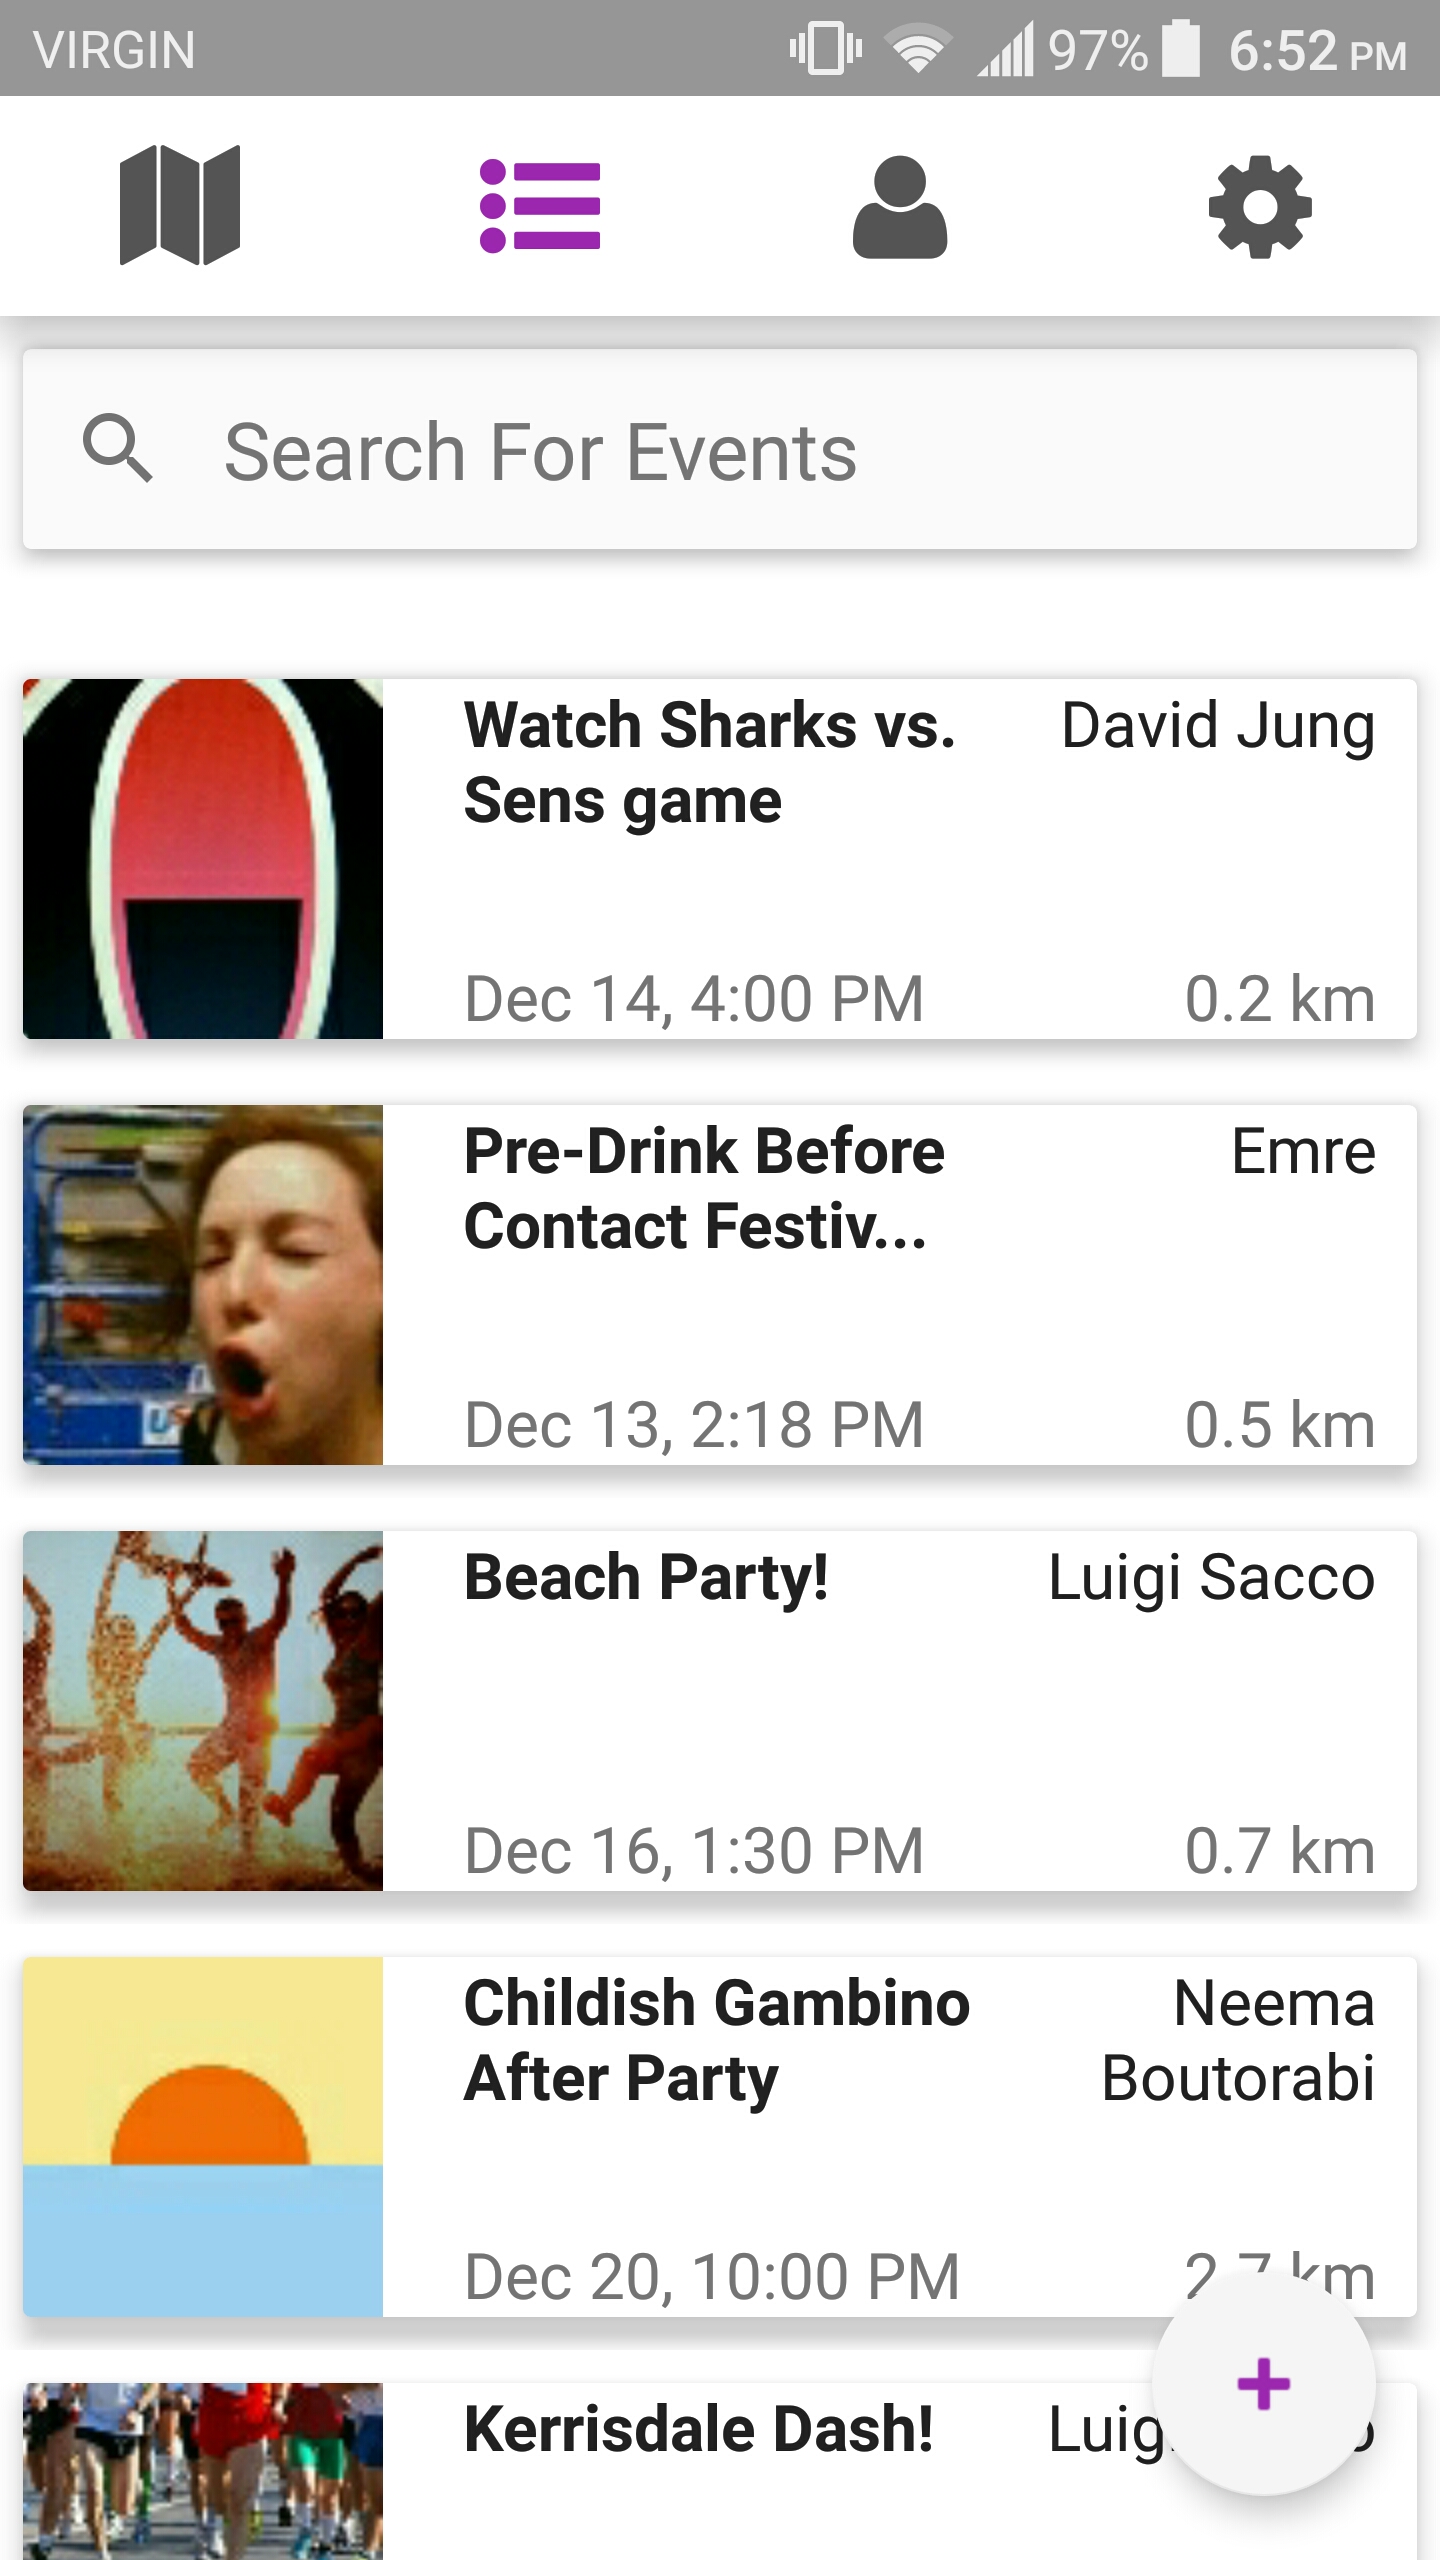 VIRGIN 97% 6:52 PM
Search For Events
Watch Sharks vs. David Jung
Sens game
Dec 14, 4:00 PM 0.2 km
Pre-Drink Before Emre
Contact Festiv...
Dec 13, 2:18 PM 0.5 km
Beach Party! Luigi Sacco
Dec 16, 1:30 PM 0.7 km
Childish Gambino Neema
After Party Boutorabi
Dec 20, 10:00 PM 2.7 km
Kerrisdale Dash! Luigi